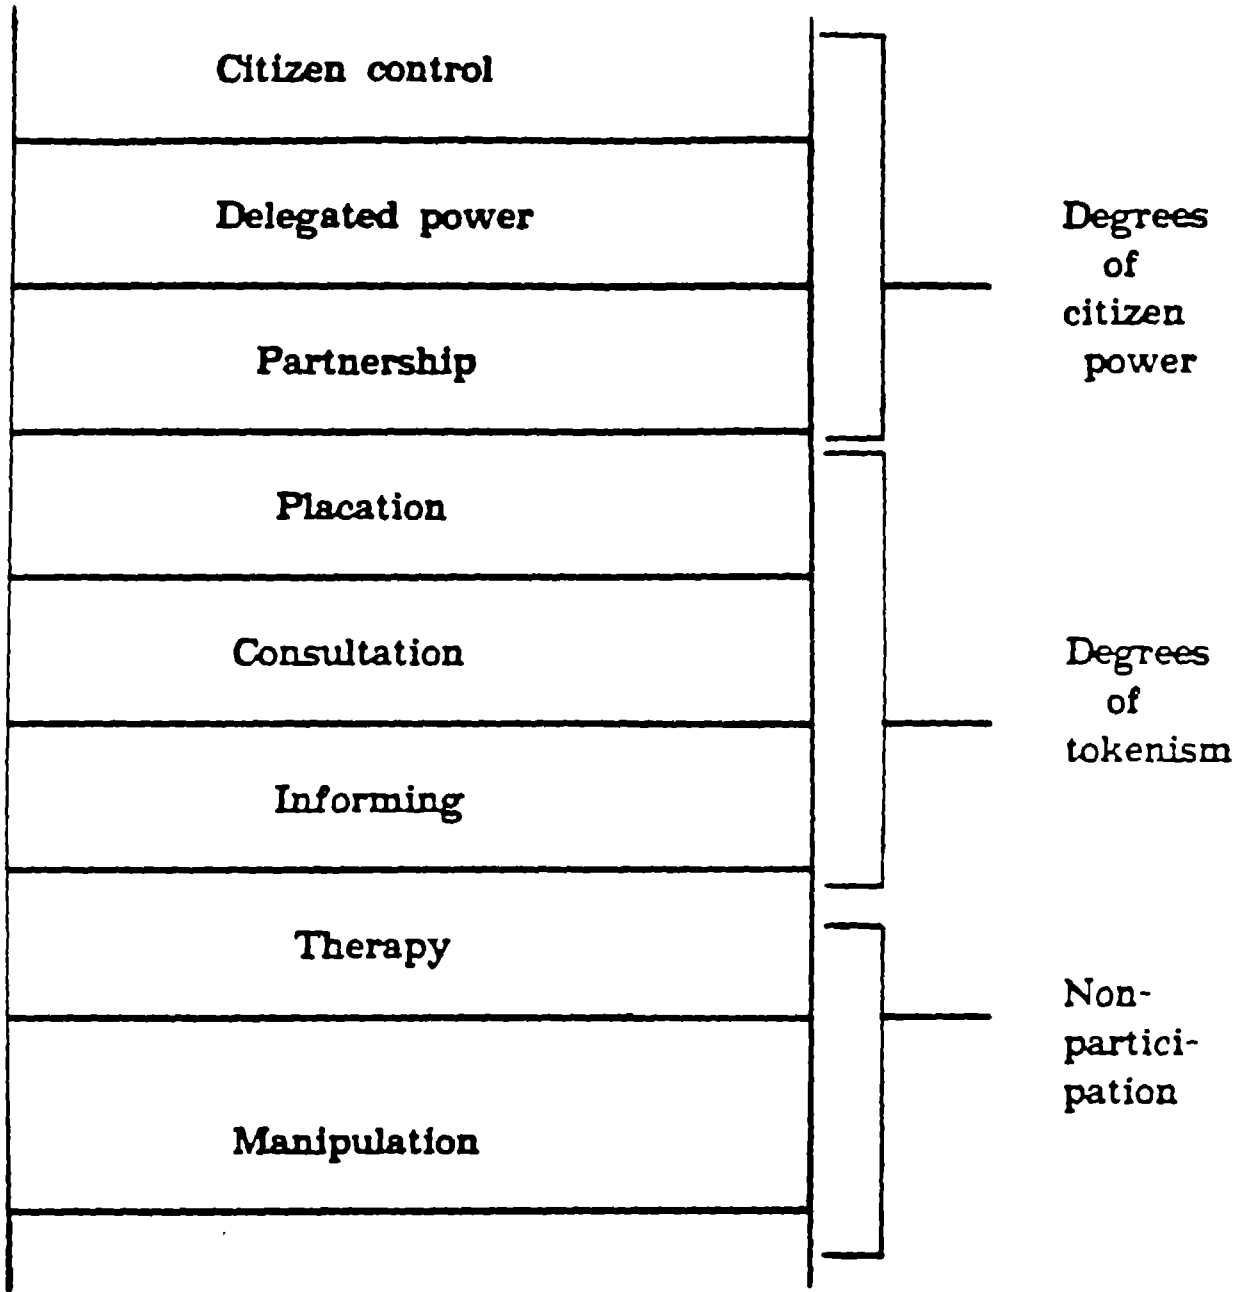 Citizen control
Delegated power
Partnership
Placation
Consultation
Informing
Therapy
Manipulation
Degrees
of
citizen
power
Degrees
of
tokenism
Non-
partici-
pation